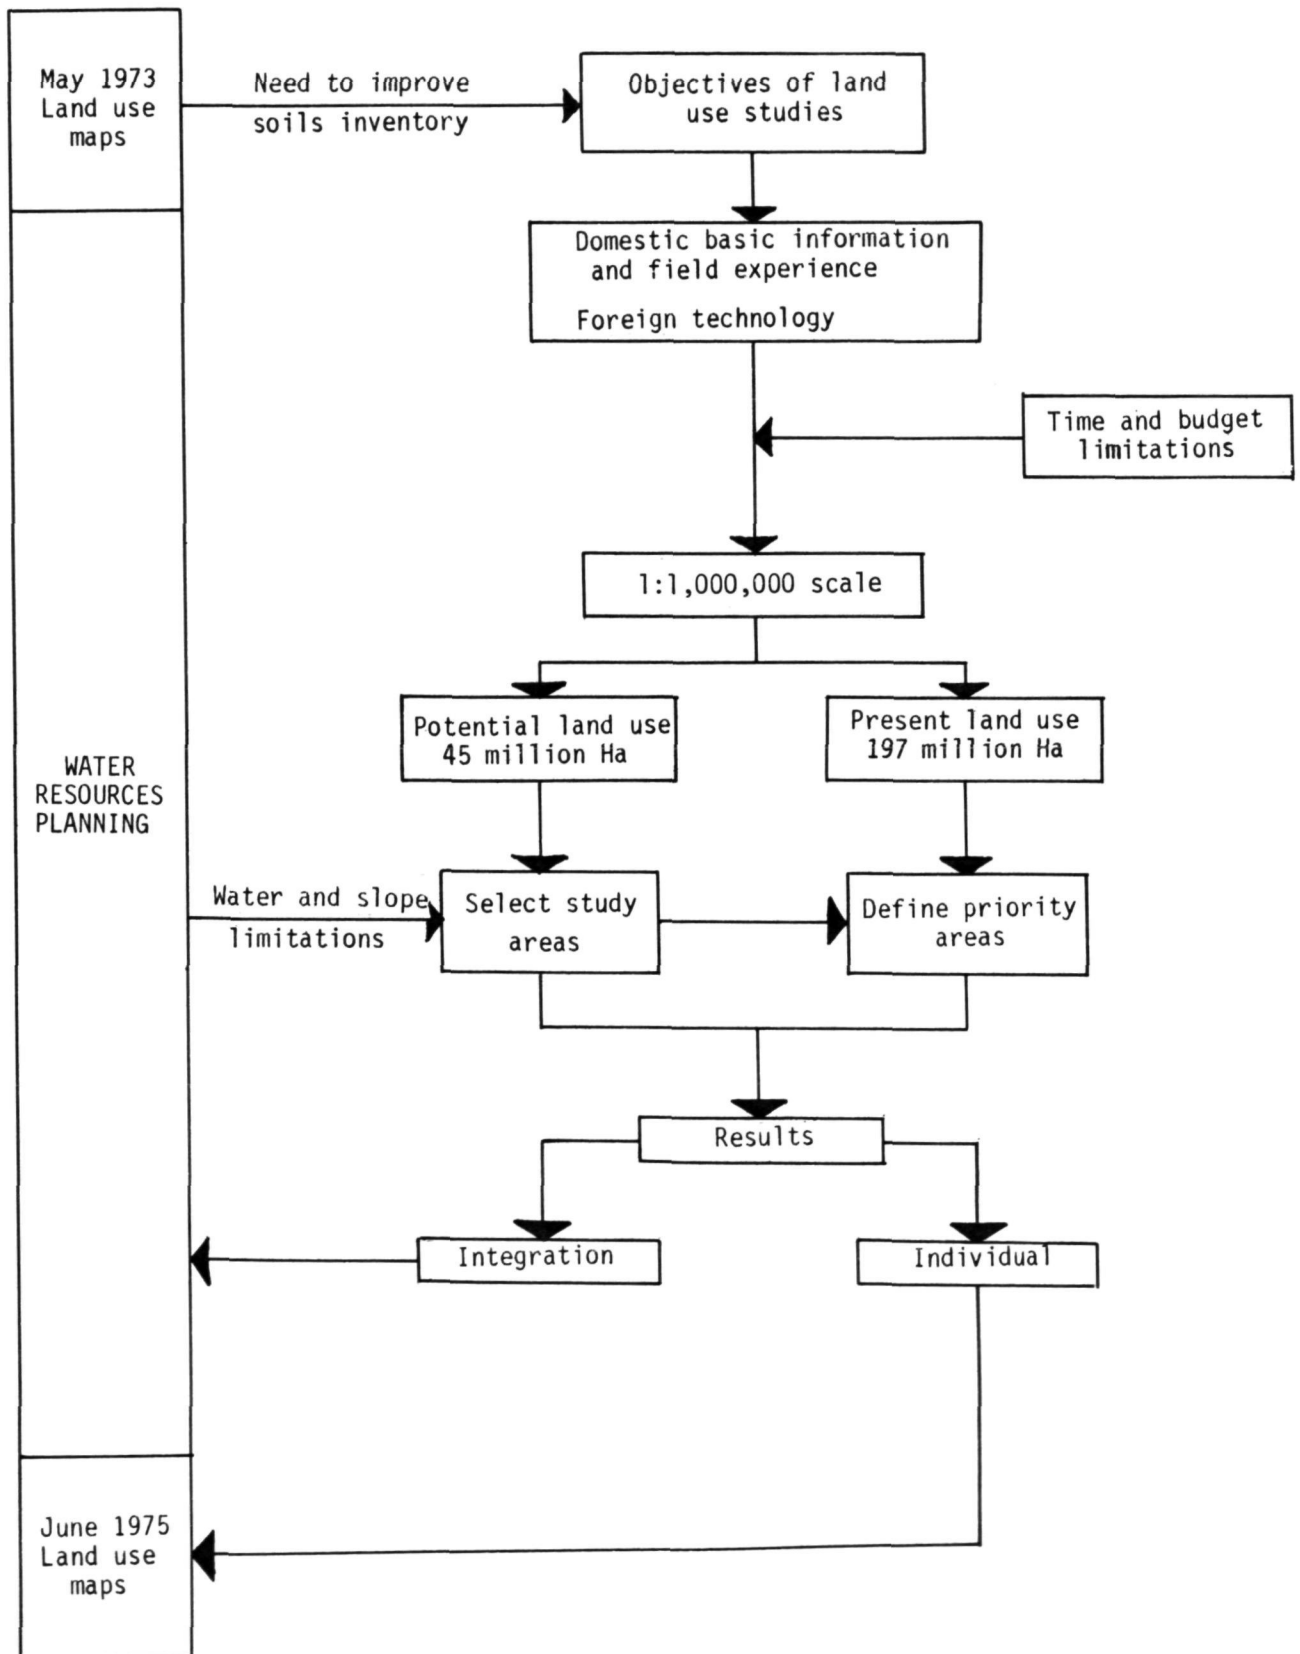 May 1973
Land use
maps
Need to improve
soils inventory
Objectives of land
use studies
Domestic basic information
and field experience
Foreign technology
Time and budget
limitations
1:1,000,000 scale
Potential land use
45 million Ha
Present land use
197 million Ha
WATER
RESOURCES
PLANNING
Water and slope
limitations
Select study
areas
Define priority
areas
Results
Integration
Individual
June 1975
Land use
maps